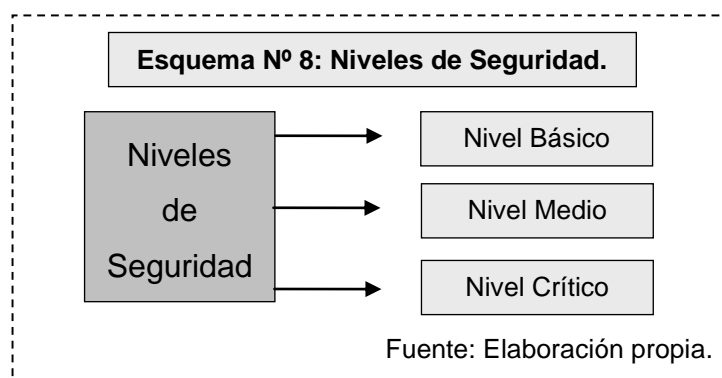 Esquema Nº 8: Niveles de Seguridad.
Niveles
de
Seguridad
Nivel Básico
Nivel Medio
Nivel Crítico
Fuente: Elaboración propia.